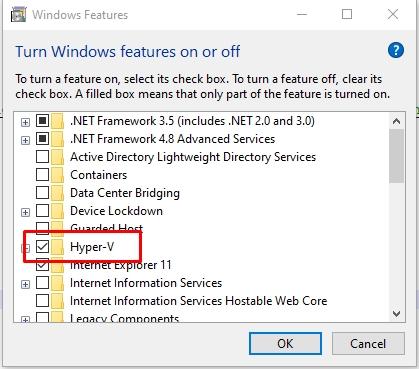 Windows Features
Turn Windows features on or off
To turn a feature on, select its check box. To turn a feature off, clear its
check box. A filled box means that only part of the feature is turned on.
.NET Framework 3.5 (includes .NET 2.0 and 3.0)
.NET Framework 4.8 Advanced Services
Active Directory Lightweight Directory Services
Containers
Data Center Bridging
Device Lockdown
Guarded Host
Hyper-V
Internet Explorer 11
Internet Information Services
Internet Information Services Hostable Web Core
Legacy Components
OK Cancel